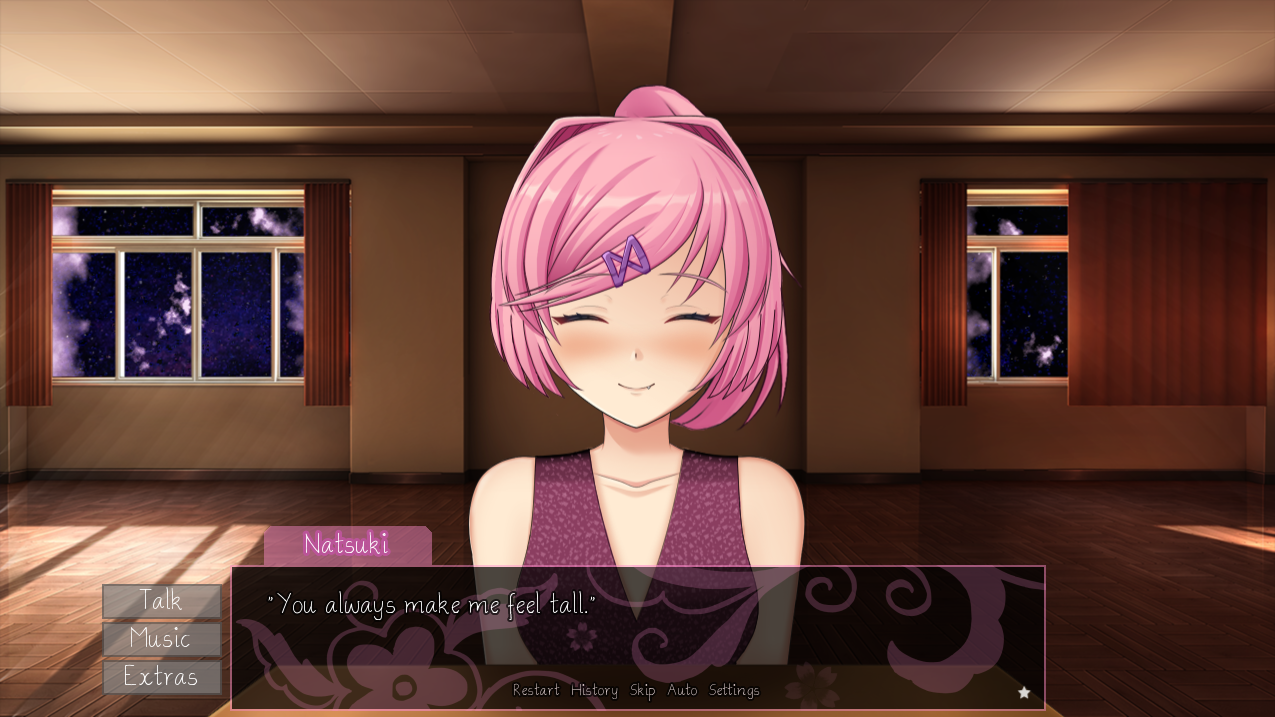 Natsuki
"You always make me feel tall."
Talk
Music
Extras
Restart History Skip Auto Settings